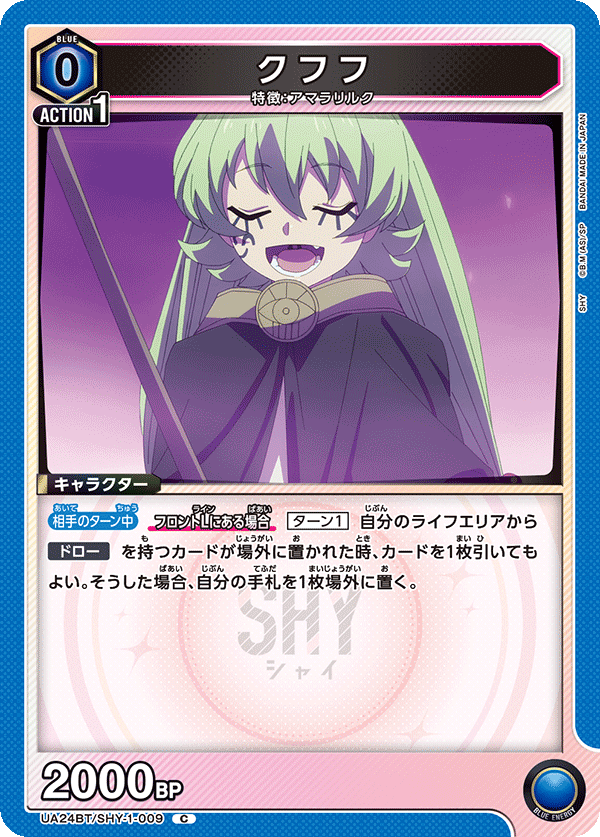 BLUE
0
ACTION 1
クフフ
特徴:アマラリルク
SHY ©B.M(AS)/SP BANDAI MADE IN JAPAN
キャラクター
相手のターン中 フロントLにある場合 ターン1 自分のライフエリアから
ドロー を持つカードが場外に置かれた時、カードを1枚引いても
よい。そうした場合、自分の手札を1枚場外に置く。
SHY
シャイ
2000BP
UA24BT/SHY-1-009 C
BLUE ENERGY